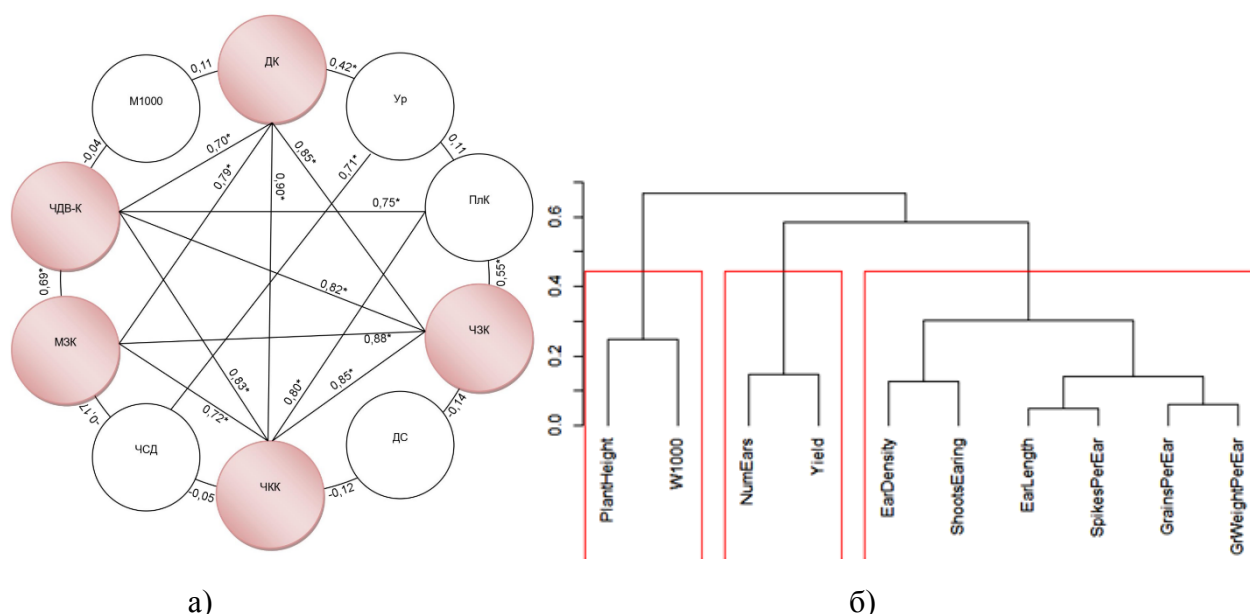 ДК
0,11
0,42*
М1000
Ур
-0,04
0,11
0,70*
0,85*
0,79*
0,90*
0,71*
ЧДВ-К
0,75*
ПлК
0,69*
0,82*
0,55*
МЗК
0,88*
ЧЗК
0,83*
0,80*
0,85*
0,72*
-0,17
-0,14
ЧСД
ДС
-0,05
ЧКК
-0,12
а)
0.6
0.4
0.2
0.0
PlantHeight
W1000
NumEars
Yield
EarDensity
ShootsEaring
EarLength
SpikesPerEar
GrainsPerEar
GrWeightPerEar
б)